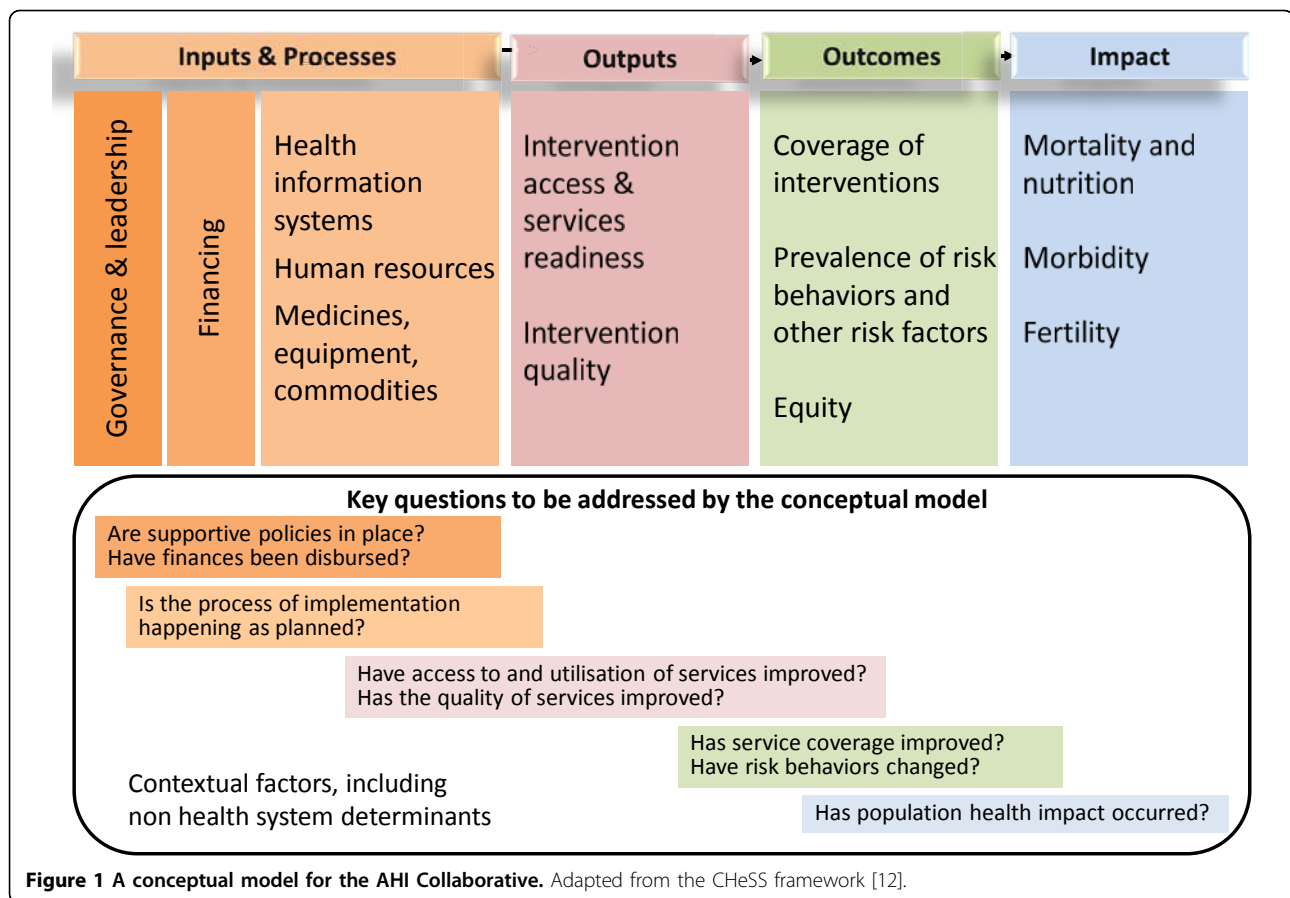 Inputs & Processes
Outputs
Outcomes
Impact
Governance & leadership
Financing
Health
information
systems
Human resources
Medicines,
equipment,
commodities
Intervention
access &
services
readiness
Intervention
quality
Coverage of
interventions
Prevalence of risk
behaviors and
other risk factors
Equity
Mortality and
nutrition
Morbidity
Fertility
Key questions to be addressed by the conceptual model
Are supportive policies in place?
Have finances been disbursed?
Is the process of implementation
happening as planned?
Have access to and utilisation of services improved?
Has the quality of services improved?
Has service coverage improved?
Have risk behaviors changed?
Contextual factors, including
non health system determinants
Has population health impact occurred?
Figure 1 A conceptual model for the AHI Collaborative. Adapted from the CHeSS framework [12].